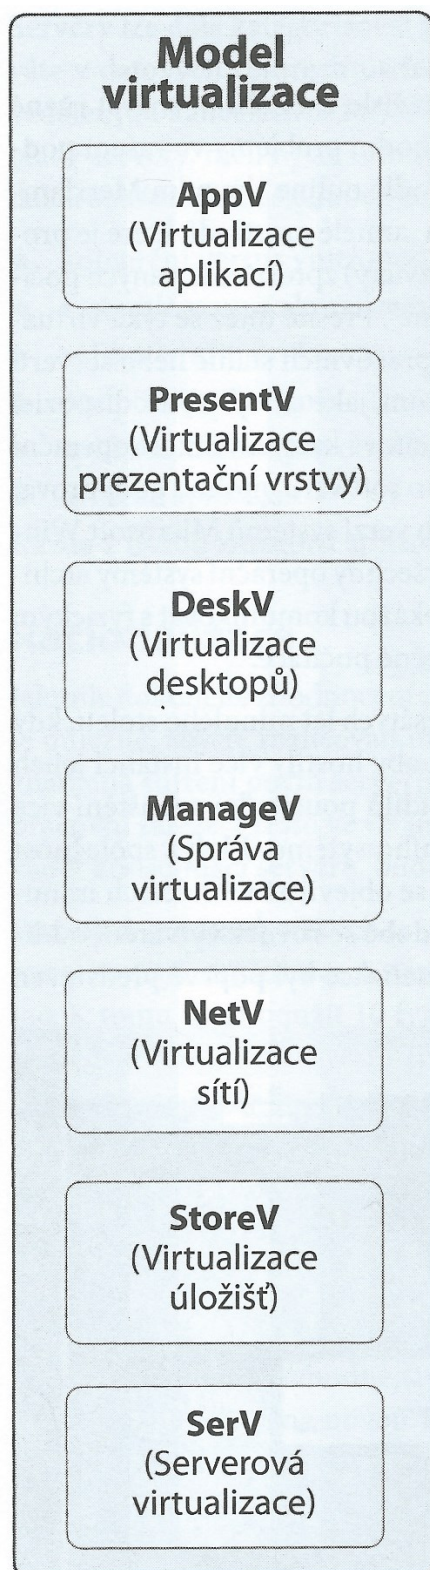 Model
virtualizace
AppV
(Virtualizace
aplikací)
PresentV
(Virtualizace
prezentační vrstvy)
DeskV
(Virtualizace
desktopů)
ManageV
(Správa
virtualizace)
NetV
(Virtualizace
sítí)
StoreV
(Virtualizace
úložišť)
SerV
(Serverová
virtualizace)